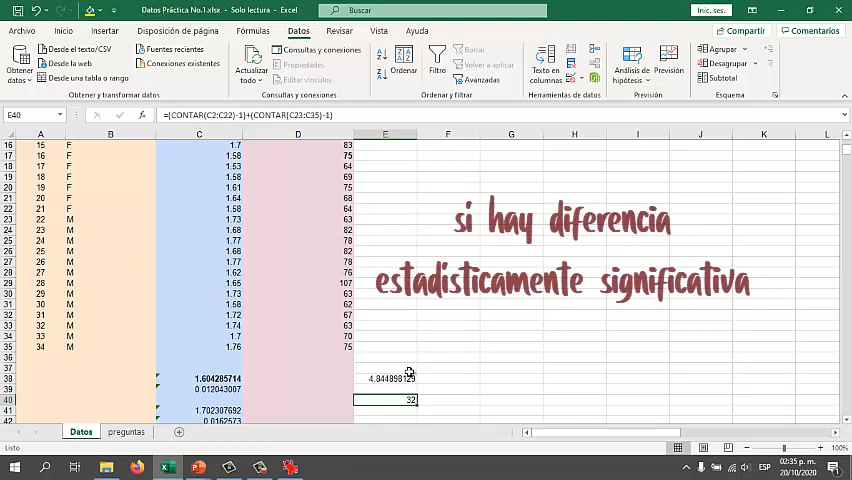 Datos Práctica No.1.xlsx - Solo lectura - Excel
Buscar
Inic. ses.
Archivo Inicio Insertar Disposición de página Fórmulas Datos Revisar Vista Ayuda Compartir Comentarios
Obtener datos
Desde el texto/CSV
Desde la web
Desde una tabla o rango
Fuentes recientes
Conexiones existentes
Actualizar todo
Consultas y conexiones
Propiedades
Editar vínculos
Ordenar
Filtro
Borrar
Volver a aplicar
Avanzadas
Texto en columnas
Análisis de hipótesis
Previsión
Agrupar
Desagrupar
Subtotal
Obtener y transformar datos Consultas y conexiones Ordenar y filtrar Herramientas de datos Esquema
E40 fx =(CONTAR(C2:C22)-1)+(CONTAR(C23:C35)-1)
A B C D E F G H I J K L
16 15 F 1.7 83
17 16 F 1.58 75
18 17 F 1.53 64
19 18 F 1.58 69
20 19 F 1.61 75
21 20 F 1.64 68
22 21 F 1.58 64
23 22 M 1.73 63
24 23 M 1.68 82
25 24 M 1.77 78
26 25 M 1.68 82
27 26 M 1.77 78
28 27 M 1.62 76
29 28 M 1.65 107
30 29 M 1.73 63
31 30 M 1.58 62
32 31 M 1.72 67
33 32 M 1.74 63
34 33 M 1.7 70
35 34 M 1.76 75
36
37
38 1.604285714 4.844898129
39 0.012043007
40 32
41 1.702307692
42 0.0162573
sí hay diferencia
estadísticamente significativa
Datos preguntas
Listo 100%
ESP 02:35 p. m.
20/10/2020